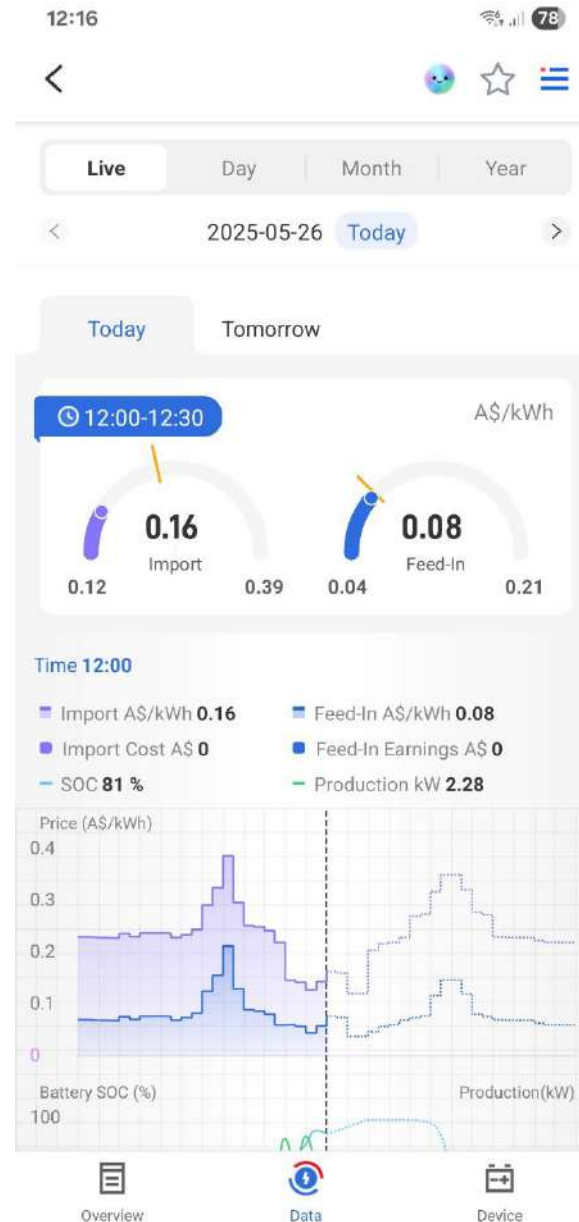 12:16
78
Live Day Month Year
2025-05-26 Today
Today Tomorrow
12:00-12:30 A$/kWh
0.16 0.08
Import Feed-In
0.12 0.39 0.04 0.21
Time 12:00
Import A$/kWh 0.16 Feed-In A$/kWh 0.08
Import Cost A$ 0 Feed-In Earnings A$ 0
SOC 81 % Production kW 2.28
Price (A$/kWh)
0.4
0.3
0.2
0.1
0
Battery SOC (%) Production(kW)
100
Overview Data Device